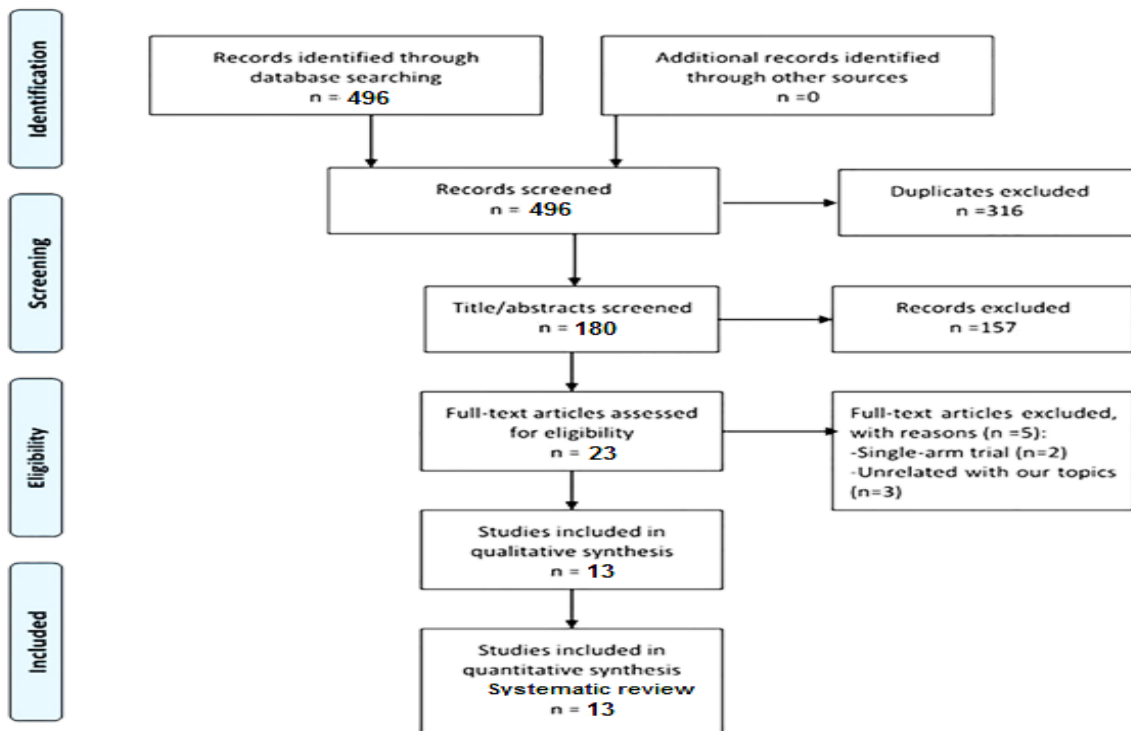 Identification
Records identified through
database searching
n = 496
Additional records identified
through other sources
n =0
Screening
Records screened
n = 496
Duplicates excluded
n =316
Title/abstracts screened
n = 180
Records excluded
n =157
Eligibility
Full-text articles assessed
for eligibility
n = 23
Full-text articles excluded,
with reasons (n =5):
-Single-arm trial (n=2)
-Unrelated with our topics
(n=3)
Studies included in
qualitative synthesis
n = 13
Included
Studies included in
quantitative synthesis
Systematic review
n = 13